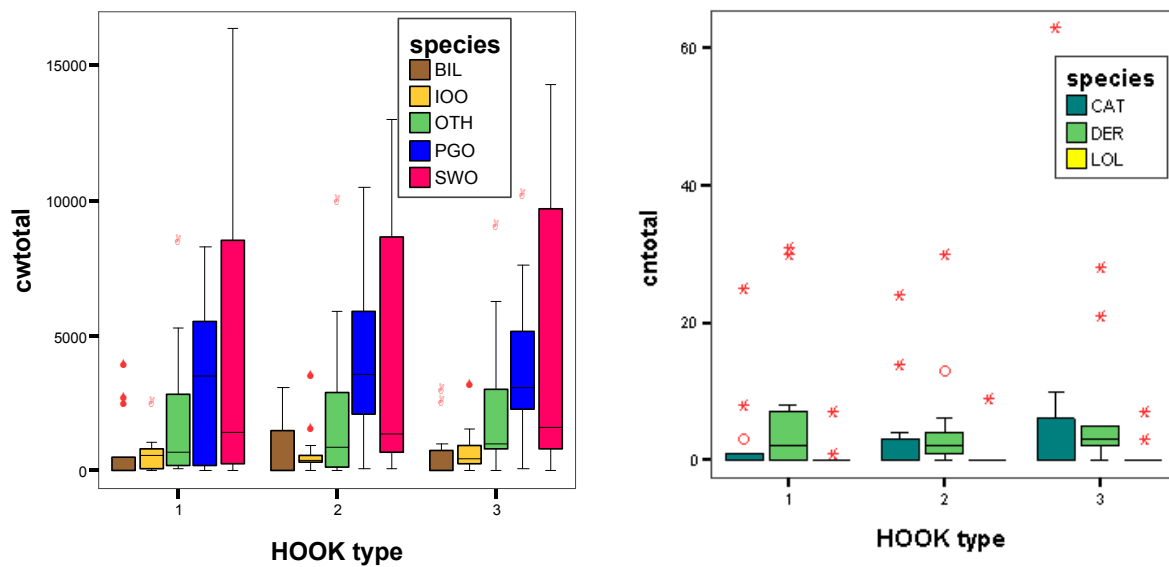 species
BIL
IOO
OTH
PGO
SWO
15000
10000
5000
0
cwtotal
1 2 3
HOOK type
species
CAT
DER
LOL
60
40
20
0
cntotal
1 2 3
HOOK type